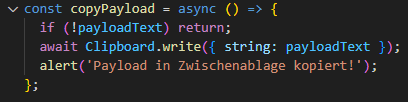 const copyPayload = async () => {
if (!payloadText) return;
await Clipboard.write({ string: payloadText });
alert('Payload in Zwischenablage kopiert!');
};